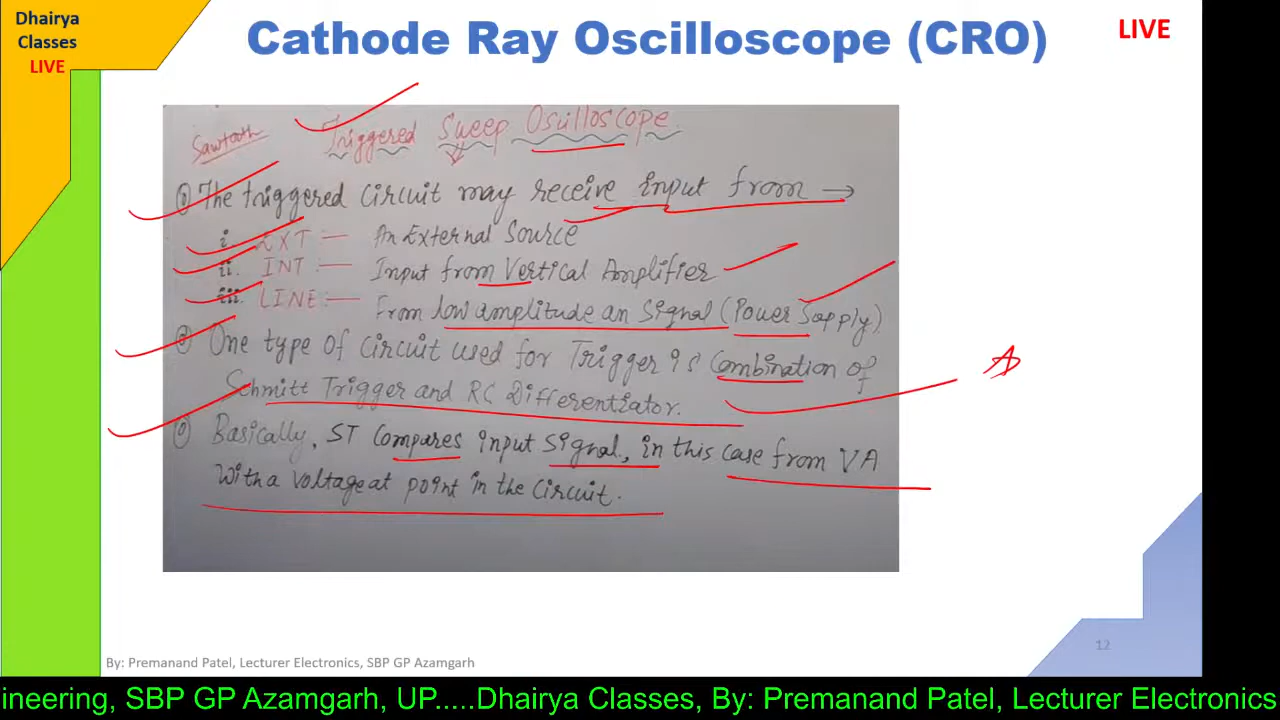 Dhairya
Classes
LIVE
Cathode Ray Oscilloscope (CRO)
LIVE
Sawtooth
Triggered Sweep Oscilloscope
The triggered circuit may receive input from →
i. EXT :— An External Source
ii. INT :— Input from Vertical Amplifier
iii. LINE :— From low amplitude an signal (Power Supply)
One type of circuit used for Trigger is Combination of
Schmitt Trigger and RC Differentiator.
Basically, ST compares input signal, in this case from VA
with a voltage at point in the circuit.
12
By: Premanand Patel, Lecturer Electronics, SBP GP Azamgarh
ineering, SBP GP Azamgarh, UP.....Dhairya Classes, By: Premanand Patel, Lecturer Electronics